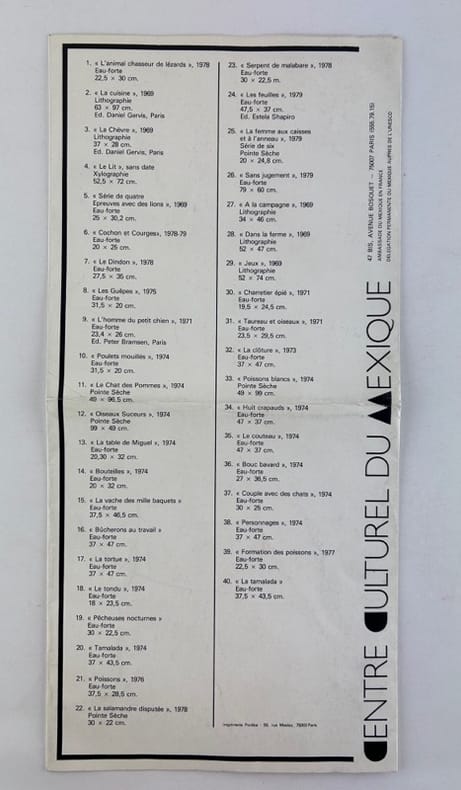 1. « L'animal chasseur de lézards », 1978
Eau-forte
22,5 × 30 cm.
2. « La cuisine », 1969
Lithographie
63 × 97 cm.
Ed. Daniel Gervis, Paris
3. « La Chèvre », 1969
Lithographie
37 × 28 cm.
Ed. Daniel Gervis, Paris
4. « Le Lit », sans date
Xylographie
52,5 × 72 cm.
5. « Série de quatre
Epreuves avec des lions », 1969
Eau-forte
25 × 30,2 cm.
6. « Cochon et Courges», 1978-79
Eau-forte
20 × 25 cm.
7. « Le Dindon », 1978
Eau-forte
27,5 × 35 cm.
8. « Les Guêpes », 1975
Eau-forte
31,5 × 20 cm.
9. « L'homme du petit chien », 1971
Eau-forte
23,4 × 26 cm.
Ed. Peter Bramsen, Paris
10. « Poulets mouillés », 1974
Eau-forte
31,5 × 20 cm.
11. « Le Chat des Pommes », 1974
Pointe Sèche
49 × 96,5 cm.
12. « Oiseaux Suceurs », 1974
Pointe Sèche
99 × 49 cm.
13. « La table de Miguel », 1974
Eau-forte
20,30 × 32 cm.
14. « Bouteilles », 1974
Eau-forte
20 × 32 cm.
15. « La vache des mille baquets »
Eau-forte
37,5 × 46,5 cm.
16. « Bûcherons au travail »
Eau-forte
37 × 47 cm.
17. « La tortue », 1974
Eau-forte
37 × 47 cm.
18. « Le tondu », 1974
Eau-forte
18 × 23,5 cm.
19. « Pêcheuses nocturnes »
Eau-forte
30 × 22,5 cm.
20. « Tamalada », 1974
Eau-forte
37 × 43,5 cm.
21. « Poissons », 1976
Eau-forte
37,5 × 28,5 cm.
22. « La salamandre disputée », 1978
Pointe Sèche
30 × 22 cm.
23. « Serpent de malabare », 1978
Eau-forte
30 × 22,5 m.
24. « Les feuilles », 1979
Eau-forte
47,5 × 37 cm.
Ed. Estela Shapiro
25. « La femme aux caisses
et à l'anneau », 1979
Série de six
Pointe Sèche
20 × 24,8 cm.
26. « Sans jugement », 1979
Eau-forte
79 × 60 cm.
27. « A la campagne », 1969
Lithographie
34 × 46 cm.
28. « Dans la ferme », 1969
Lithographie
52 × 47 cm.
29. « Jeux », 1969
Lithographie
52 × 74 cm.
30. « Charretier épié », 1971
Eau-forte
19,5 × 24,5 cm.
31. « Taureau et oiseaux », 1971
Eau-forte
23,5 × 29,5 cm.
32. « La clôture », 1973
Eau-forte
37 × 47 cm.
33. « Poissons blancs », 1974
Pointe Sèche
49 × 99 cm.
34. « Huit crapauds », 1974
Eau-forte
47 × 37 cm.
35. « Le couteau », 1974
Eau-forte
47 × 37 cm.
36. « Bouc bavard », 1974
Eau-forte
27 × 36,5 cm.
37. « Couple avec des chats », 1974
Eau-forte
30 × 25 cm.
38. « Personnages », 1974
Eau-forte
37 × 47 cm.
39. « Formation des poissons », 1977
Eau-forte
22,5 × 30 cm.
40. « La tamalada »
Eau-forte
37,5 × 43,5 cm.
CENTRE CULTUREL DU MEXIQUE
47 BIS, AVENUE BOSQUET — 75007 PARIS (555.79.15)
AMBASSADE DU MEXIQUE EN FRANCE
DELEGATION PERMANENTE DU MEXIQUE AUPRES DE L'UNESCO